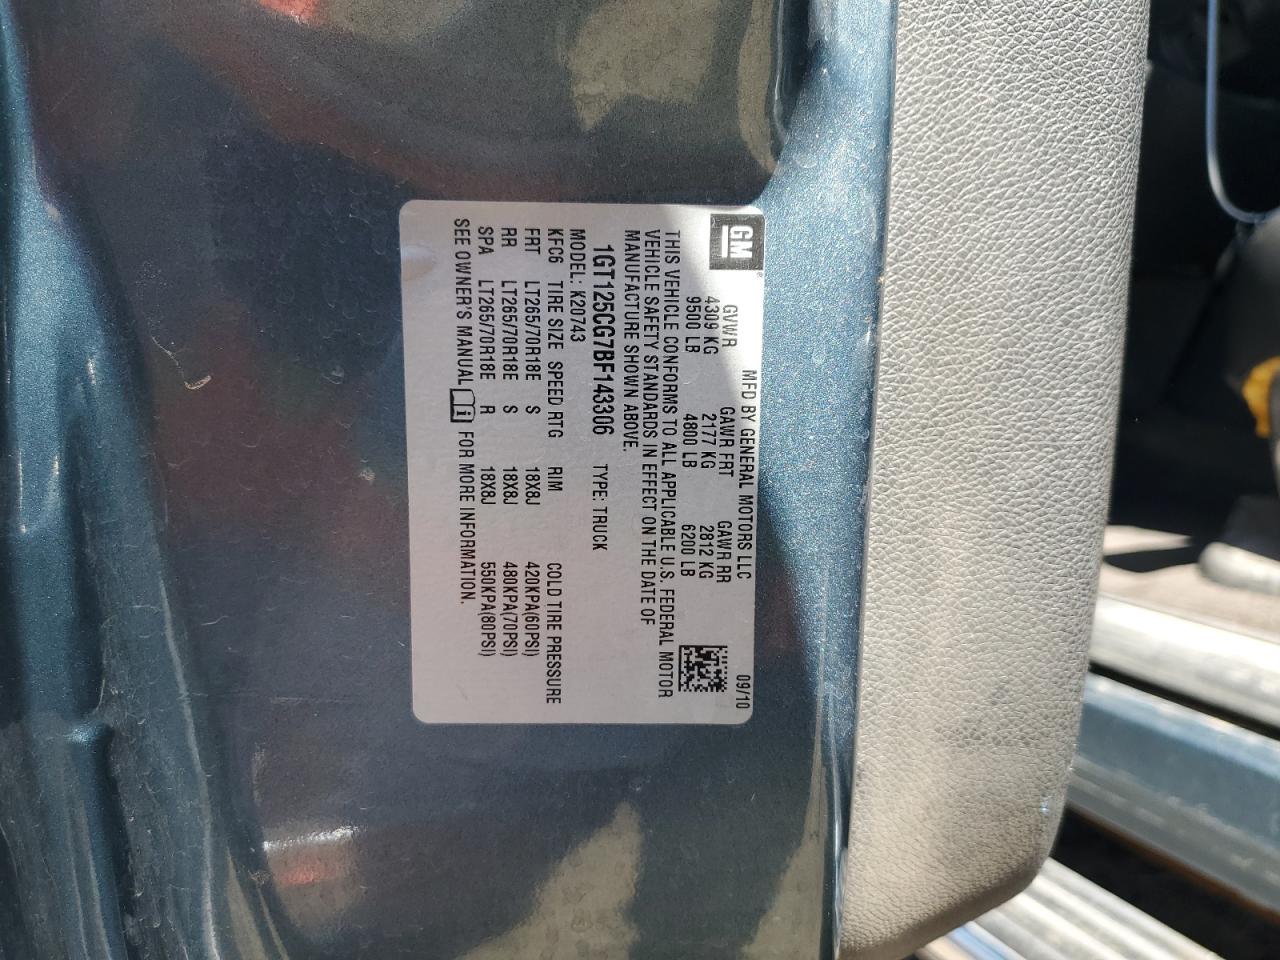 GM
MFD BY GENERAL MOTORS LLC 09/10
GVWR GAWR FRT GAWR RR
4309 KG 2177 KG 2812 KG
9500 LB 4800 LB 6200 LB
THIS VEHICLE CONFORMS TO ALL APPLICABLE U.S. FEDERAL MOTOR
VEHICLE SAFETY STANDARDS IN EFFECT ON THE DATE OF
MANUFACTURE SHOWN ABOVE.
1GT125CG7BF143306 TYPE: TRUCK
MODEL: K20743
KFC6 TIRE SIZE SPEED RTG RIM COLD TIRE PRESSURE
FRT LT265/70R18E S 18X8J 420KPA(60PSI)
RR LT265/70R18E S 18X8J 480KPA(70PSI)
SPA LT265/70R18E R 18X8J 550KPA(80PSI)
SEE OWNER'S MANUAL i FOR MORE INFORMATION.